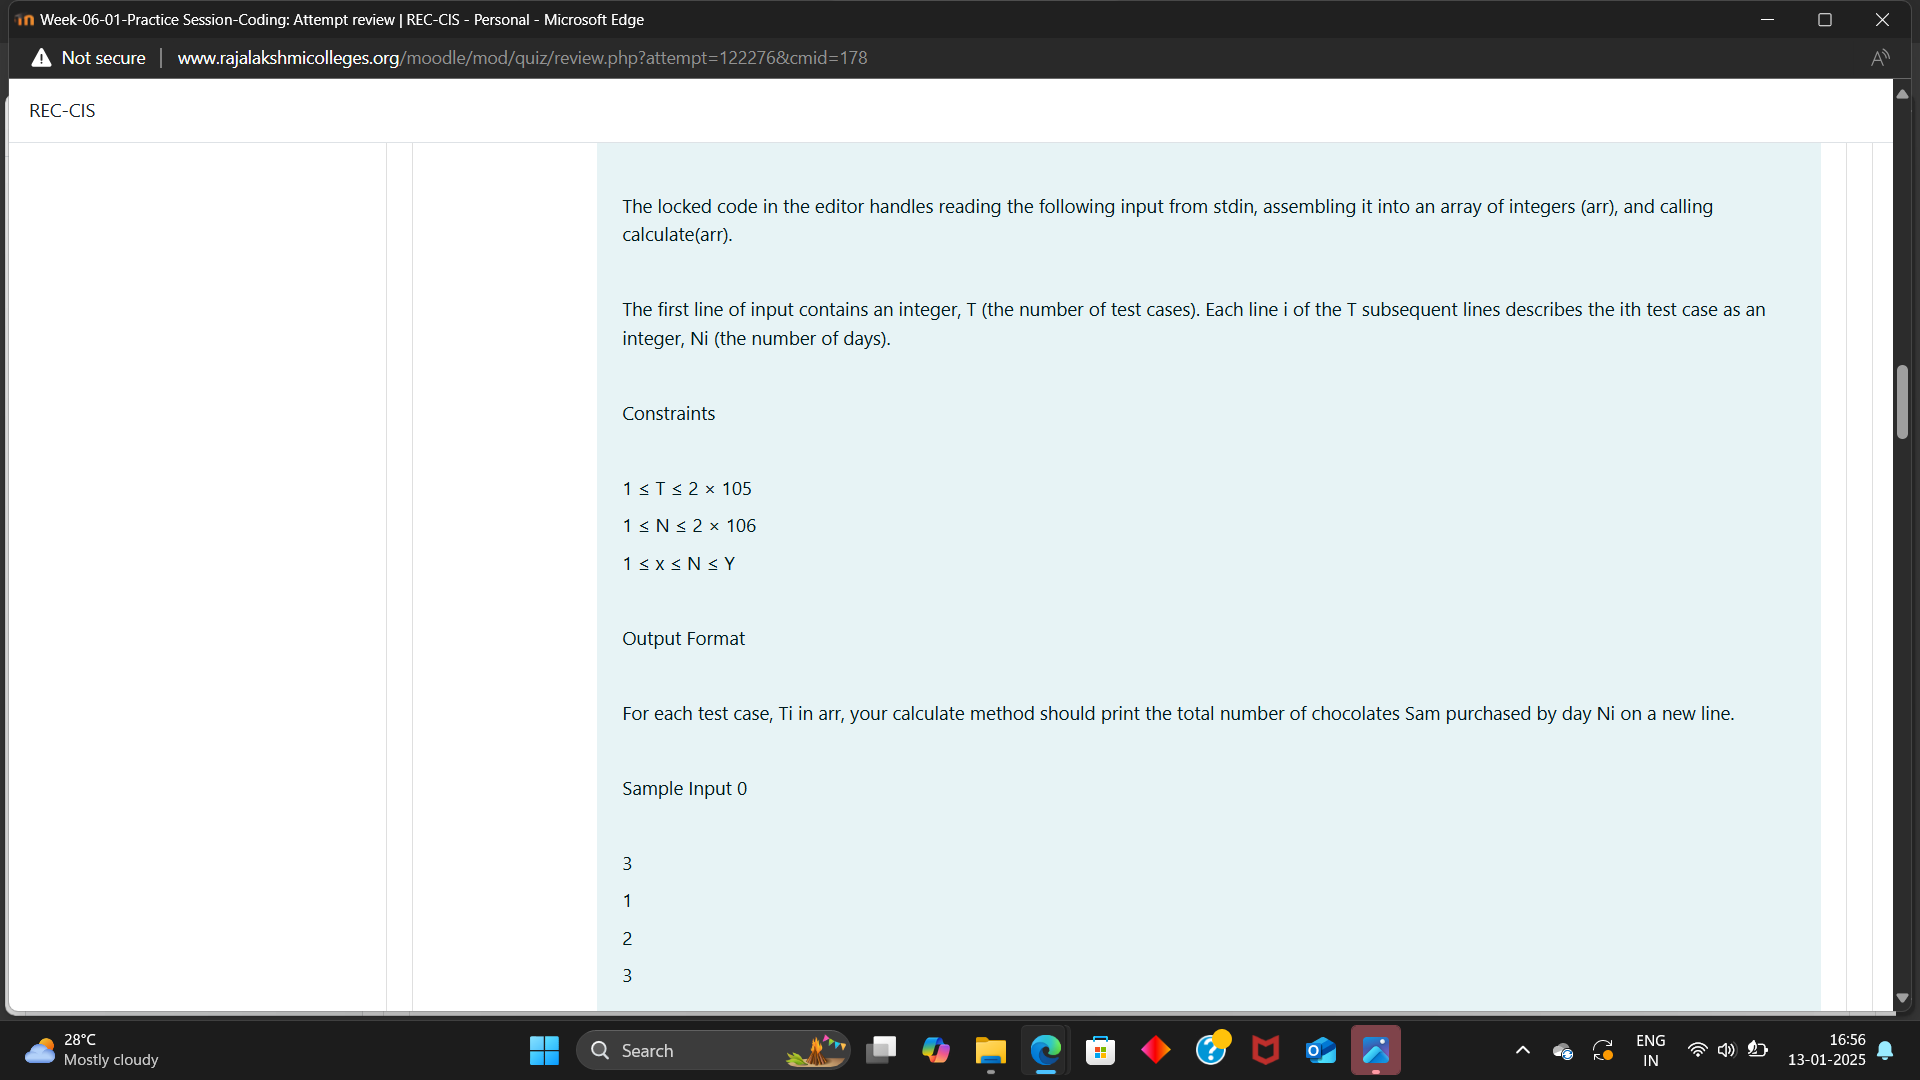 Week-06-01-Practice Session-Coding: Attempt review | REC-CIS - Personal - Microsoft Edge
Not secure | www.rajalakshmicolleges.org/moodle/mod/quiz/review.php?attempt=122276&cmid=178
REC-CIS
The locked code in the editor handles reading the following input from stdin, assembling it into an array of integers (arr), and calling
calculate(arr).
The first line of input contains an integer, T (the number of test cases). Each line i of the T subsequent lines describes the ith test case as an
integer, Ni (the number of days).
Constraints
1 ≤ T ≤ 2 × 105
1 ≤ N ≤ 2 × 106
1 ≤ x ≤ N ≤ Y
Output Format
For each test case, Ti in arr, your calculate method should print the total number of chocolates Sam purchased by day Ni on a new line.
Sample Input 0
3
1
2
3
28°C
Mostly cloudy
Search
ENG
IN
16:56
13-01-2025